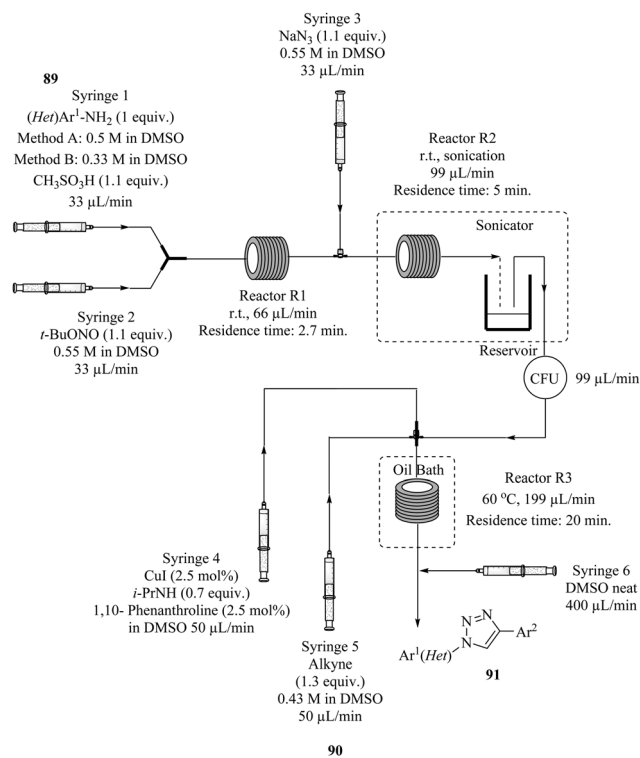 Syringe 3
NaN3 (1.1 equiv.)
0.55 M in DMSO
33 µL/min
89
Syringe 1
(Het)Ar1-NH2 (1 equiv.)
Method A: 0.5 M in DMSO
Method B: 0.33 M in DMSO
CH3SO3H (1.1 equiv.)
33 µL/min
Reactor R2
r.t., sonication
99 µL/min
Residence time: 5 min.
Sonicator
Reactor R1
r.t., 66 µL/min
Residence time: 2.7 min.
Syringe 2
t-BuONO (1.1 equiv.)
0.55 M in DMSO
33 µL/min
Reservoir
CFU
99 µL/min
Oil Bath
Reactor R3
60 °C, 199 µL/min
Residence time: 20 min.
Syringe 4
CuI (2.5 mol%)
i-PrNH (0.7 equiv.)
1,10- Phenanthroline (2.5 mol%)
in DMSO 50 µL/min
Syringe 6
DMSO neat
400 µL/min
Syringe 5
Alkyne
(1.3 equiv.)
0.43 M in DMSO
50 µL/min
N N
N
Ar1(Het)
Ar2
91
90